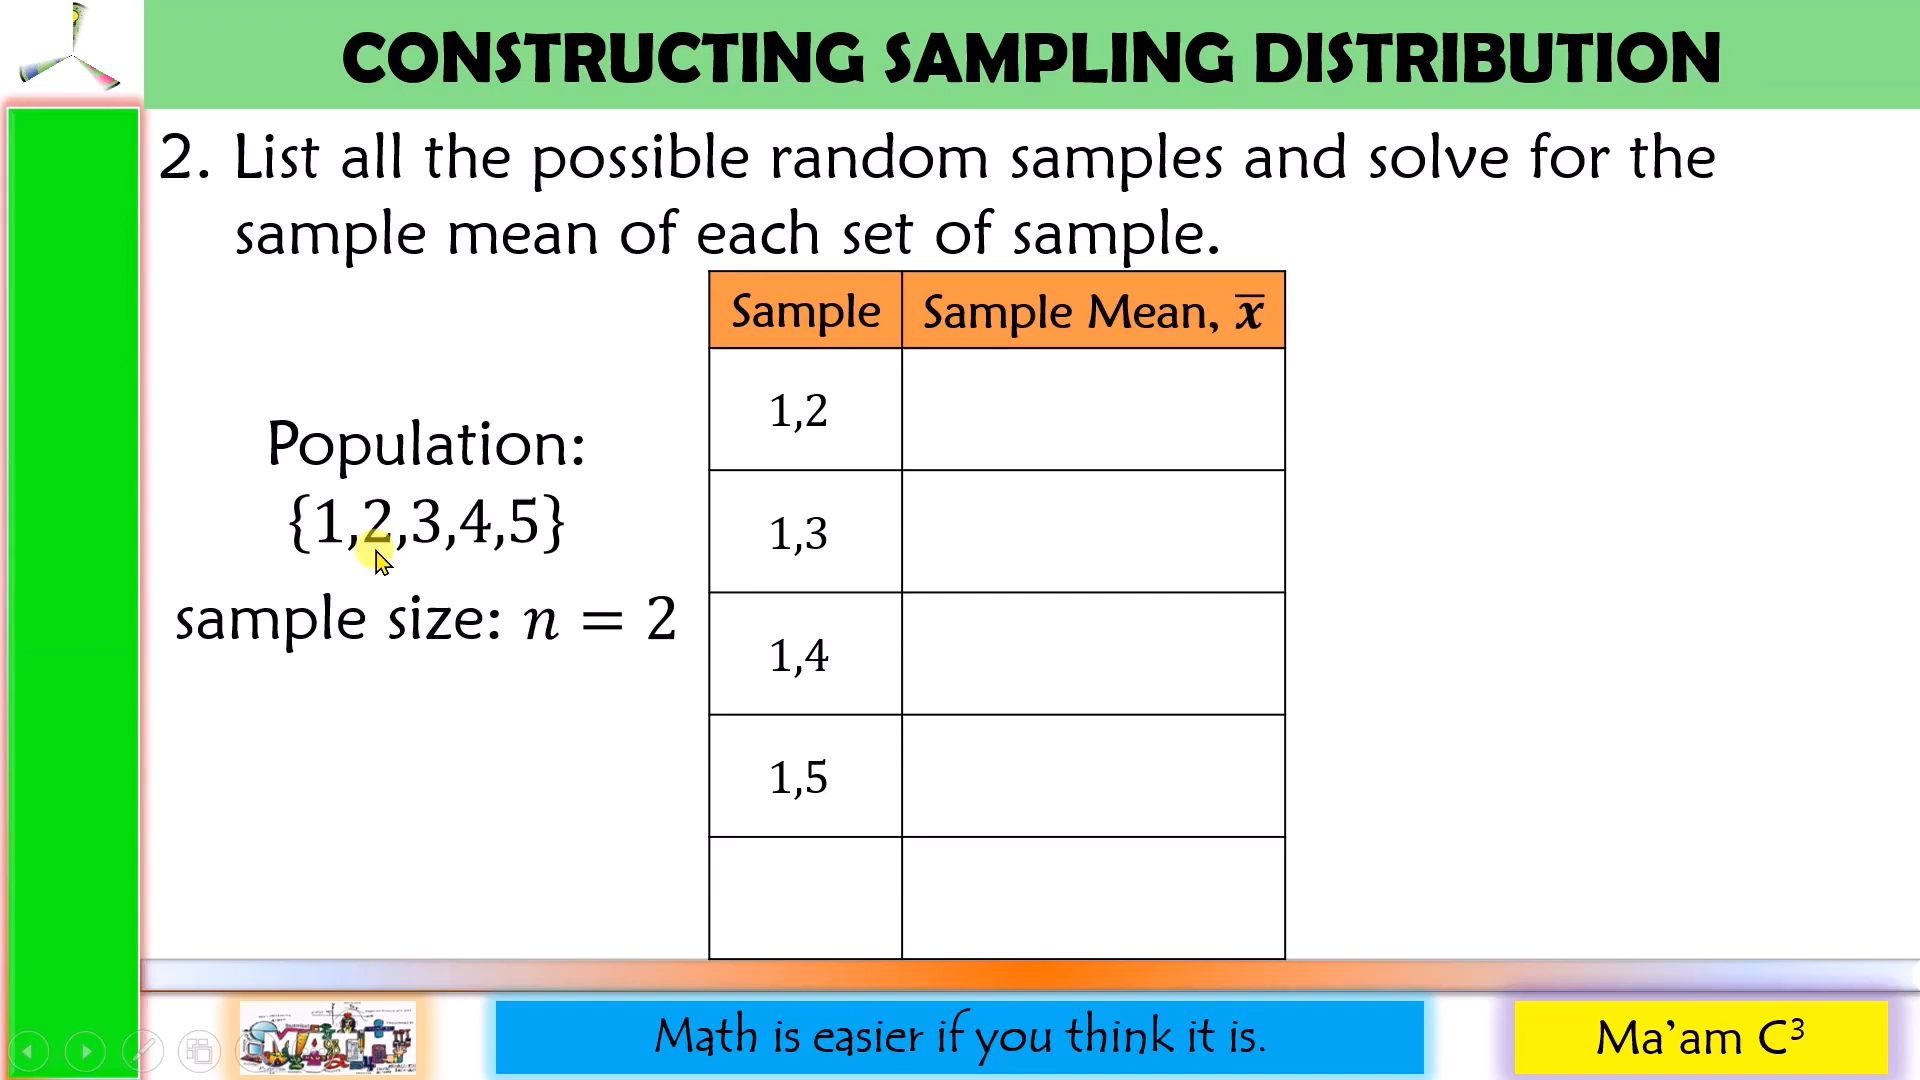 CONSTRUCTING SAMPLING DISTRIBUTION
2. List all the possible random samples and solve for the
sample mean of each set of sample.
Population:
{1,2,3,4,5}
sample size: n = 2
Sample
Sample Mean, x̅
1,2
1,3
1,4
1,5
MATH
Math is easier if you think it is.
Ma’am C³